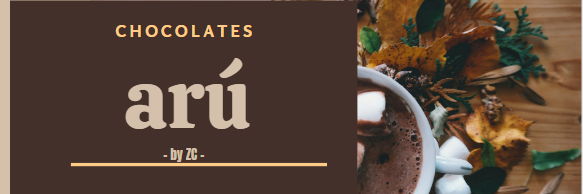 CHOCOLATES
arú
- by ZC -